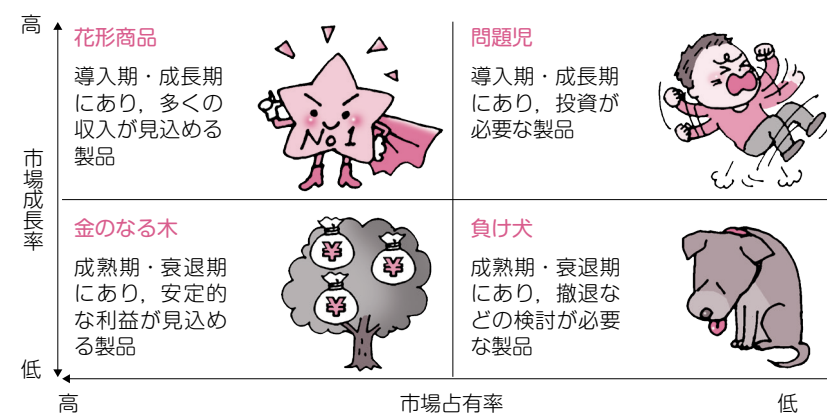 高
花形商品
導入期・成長期
にあり，多くの
収入が見込める
製品
No1
問題児
導入期・成長期
にあり，投資が
必要な製品
市場成長率
金のなる木
成熟期・衰退期
にあり，安定的
な利益が見込め
る製品
¥
¥
¥
負け犬
成熟期・衰退期
にあり，撤退な
どの検討が必要
な製品
低
高
市場占有率
低